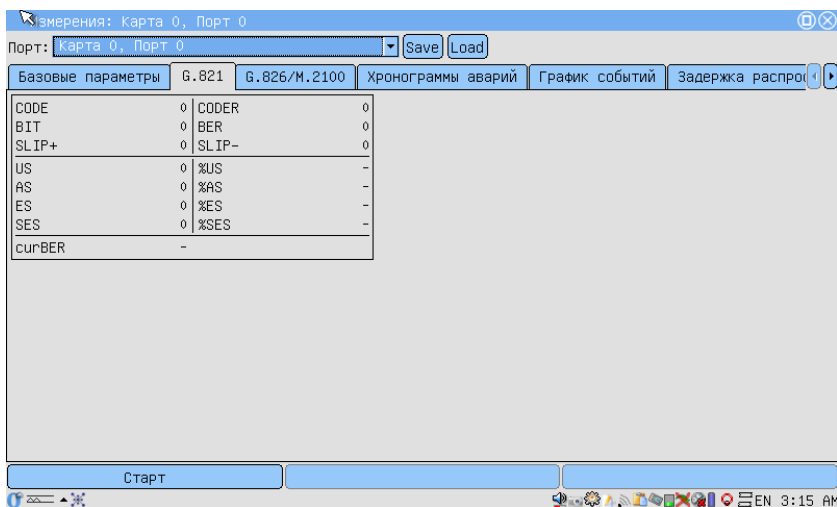 Измерения: Карта 0, Порт 0
Порт: Карта 0, Порт 0 Save Load
Базовые параметры G.821 G.826/M.2100 Хронограммы аварий График событий Задержка распро
CODE 0 CODER 0
BIT 0 BER 0
SLIP+ 0 SLIP- 0
US 0 %US -
AS 0 %AS -
ES 0 %ES -
SES 0 %SES -
curBER -
Старт
EN 3:15 AM